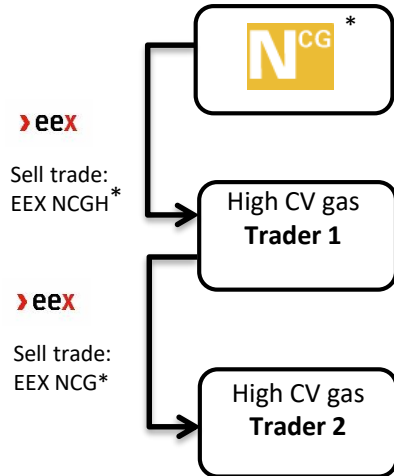 NCG *
eex
Sell trade:
EEX NCGH*
High CV gas
Trader 1
eex
Sell trade:
EEX NCG*
High CV gas
Trader 2